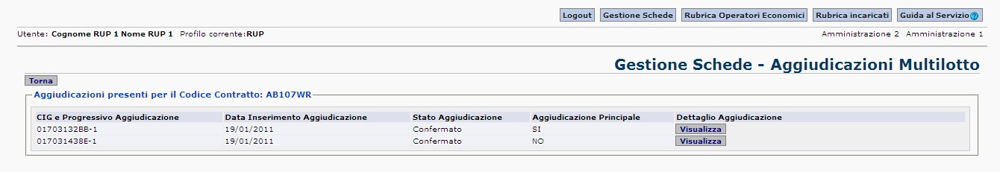 Logout Gestione Schede Rubrica Operatori Economici Rubrica incaricati Guida al Servizio ?
Utente: Cognome RUP 1 Nome RUP 1 Profilo corrente:RUP Amministrazione 2 Amministrazione 1
Gestione Schede - Aggiudicazioni Multilotto
Torna
Aggiudicazioni presenti per il Codice Contratto: AB107WR
CIG e Progressivo Aggiudicazione Data Inserimento Aggiudicazione Stato Aggiudicazione Aggiudicazione Principale Dettaglio Aggiudicazione
01703132BB-1 19/01/2011 Confermato SI Visualizza
017031438E-1 19/01/2011 Confermato NO Visualizza